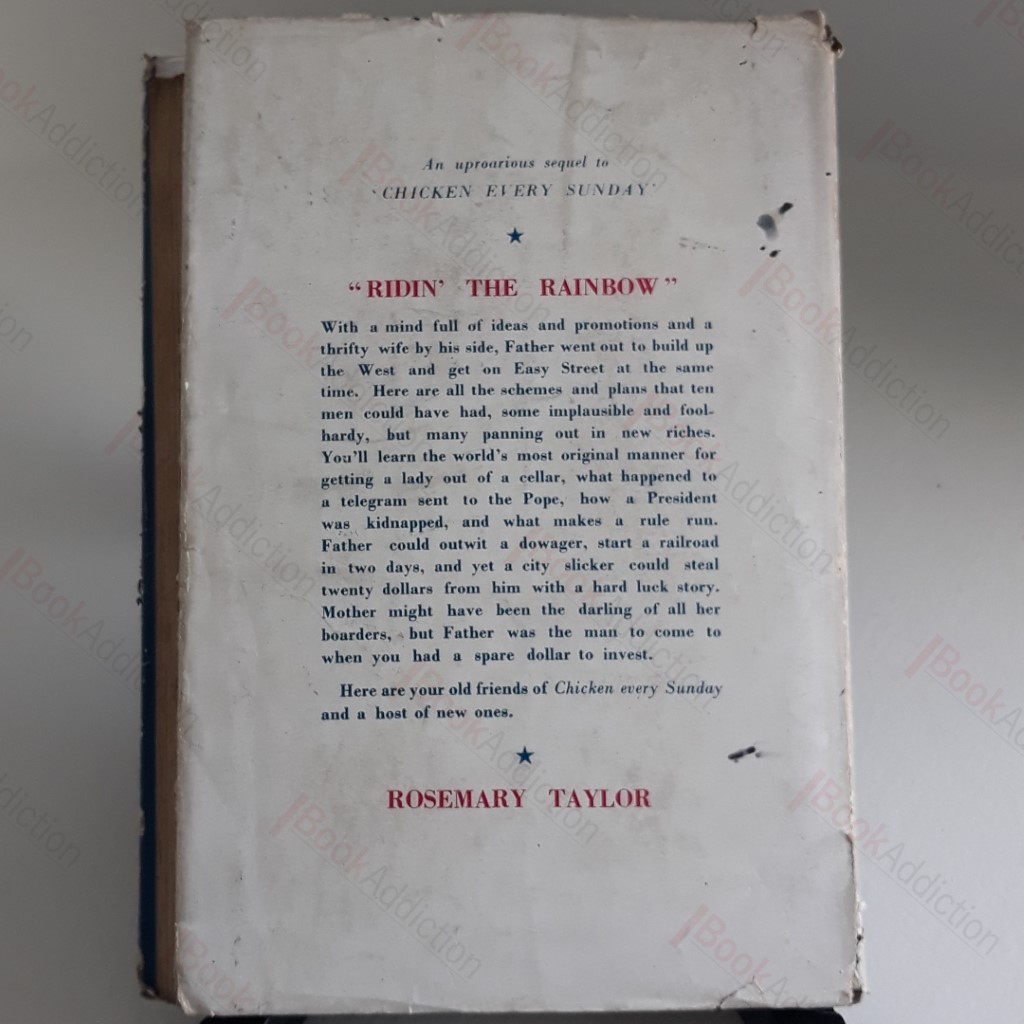 An uproarious sequel to
'CHICKEN EVERY SUNDAY'
"RIDIN' THE RAINBOW"
With a mind full of ideas and promotions and a
thrifty wife by his side, Father went out to build up
the West and get on Easy Street at the same
time. Here are all the schemes and plans that ten
men could have had, some implausible and fool-
hardy, but many panning out in new riches.
You'll learn the world's most original manner for
getting a lady out of a cellar, what happened to
a telegram sent to the Pope, how a President
was kidnapped, and what makes a rule run.
Father could outwit a dowager, start a railroad
in two days, and yet a city slicker could steal
twenty dollars from him with a hard luck story.
Mother might have been the darling of all her
boarders, but Father was the man to come to
when you had a spare dollar to invest.
Here are your old friends of Chicken every Sunday
and a host of new ones.
ROSEMARY TAYLOR
BookAddiction